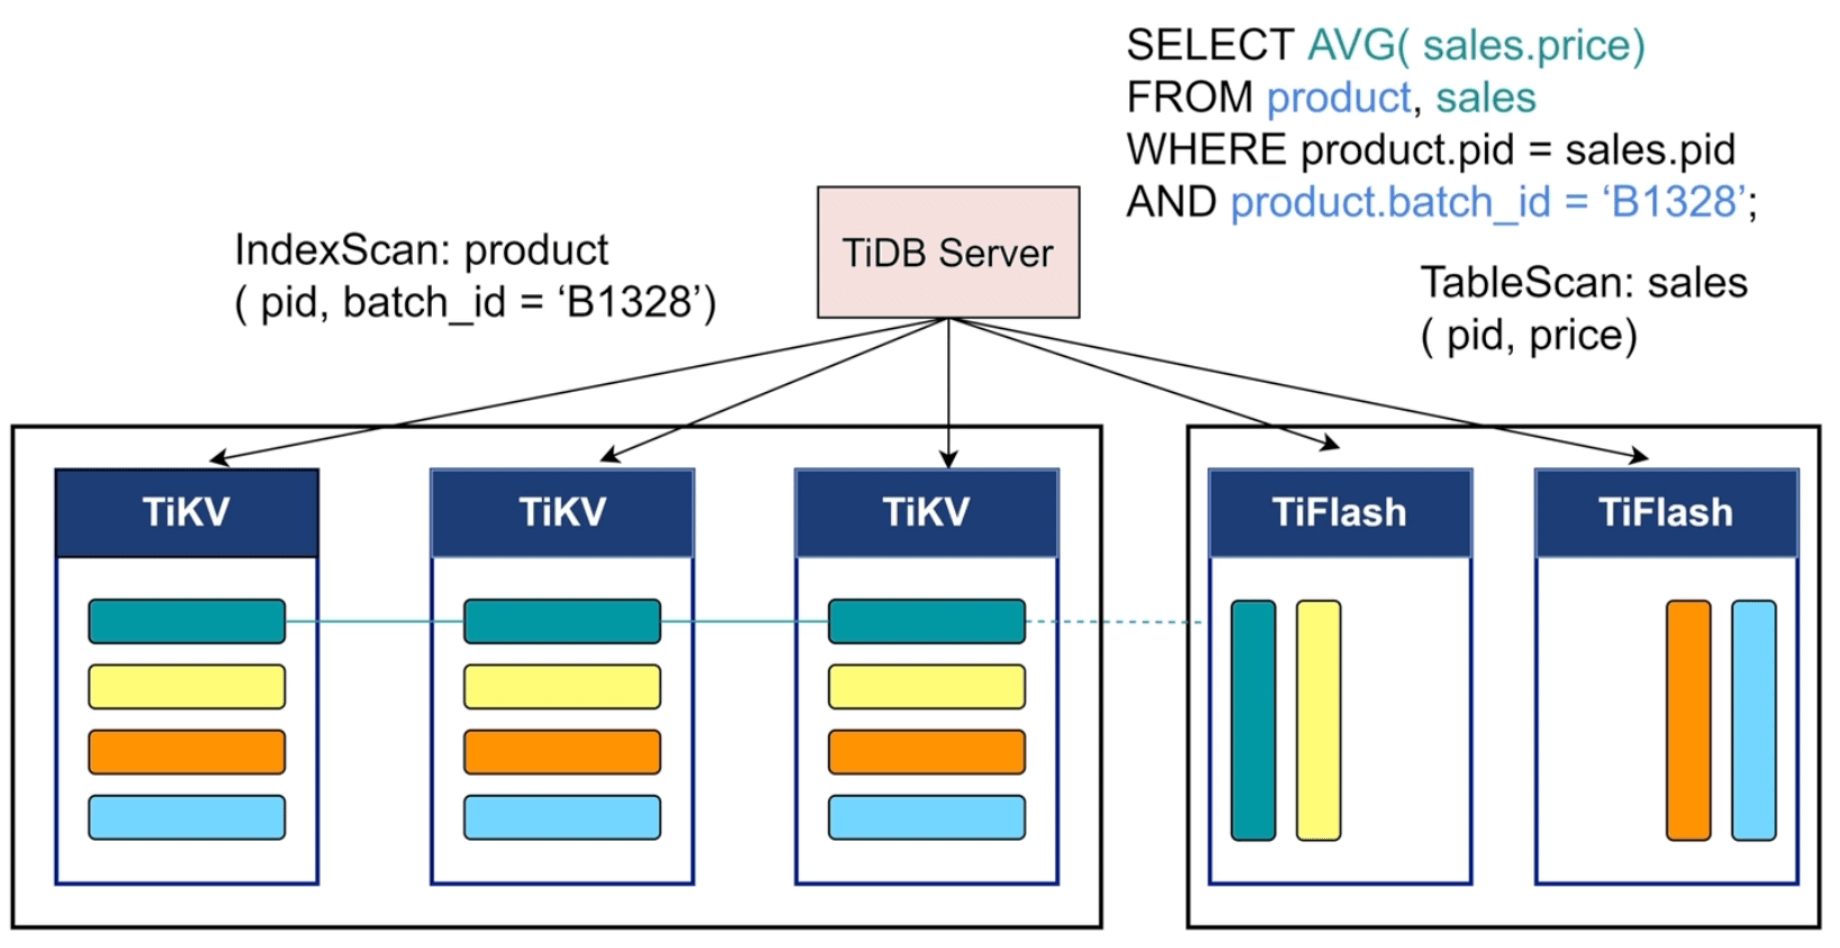 SELECT AVG( sales.price)
FROM product, sales
WHERE product.pid = sales.pid
AND product.batch_id = ‘B1328’;
IndexScan: product
( pid, batch_id = ‘B1328’)
TiDB Server
TableScan: sales
( pid, price)
TiKV
TiKV
TiKV
TiFlash
TiFlash